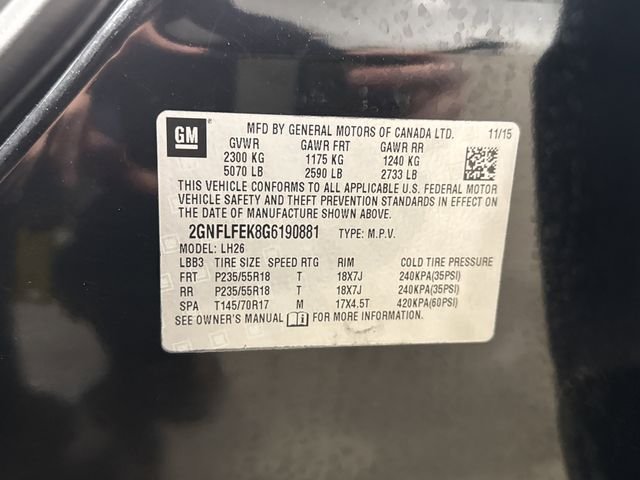 GM
MFD BY GENERAL MOTORS OF CANADA LTD. 11/15
GVWR GAWR FRT GAWR RR
2300 KG 1175 KG 1240 KG
5070 LB 2590 LB 2733 LB
THIS VEHICLE CONFORMS TO ALL APPLICABLE U.S. FEDERAL MOTOR
VEHICLE SAFETY AND THEFT PREVENTION STANDARDS IN EFFECT ON
THE DATE OF MANUFACTURE SHOWN ABOVE.
2GNFLFEK8G6190881 TYPE: M.P.V.
MODEL: LH26
LBB3 TIRE SIZE SPEED RTG RIM COLD TIRE PRESSURE
FRT P235/55R18 T 18X7J 240KPA(35PSI)
RR P235/55R18 T 18X7J 240KPA(35PSI)
SPA T145/70R17 M 17X4.5T 420KPA(60PSI)
SEE OWNER'S MANUAL FOR MORE INFORMATION.